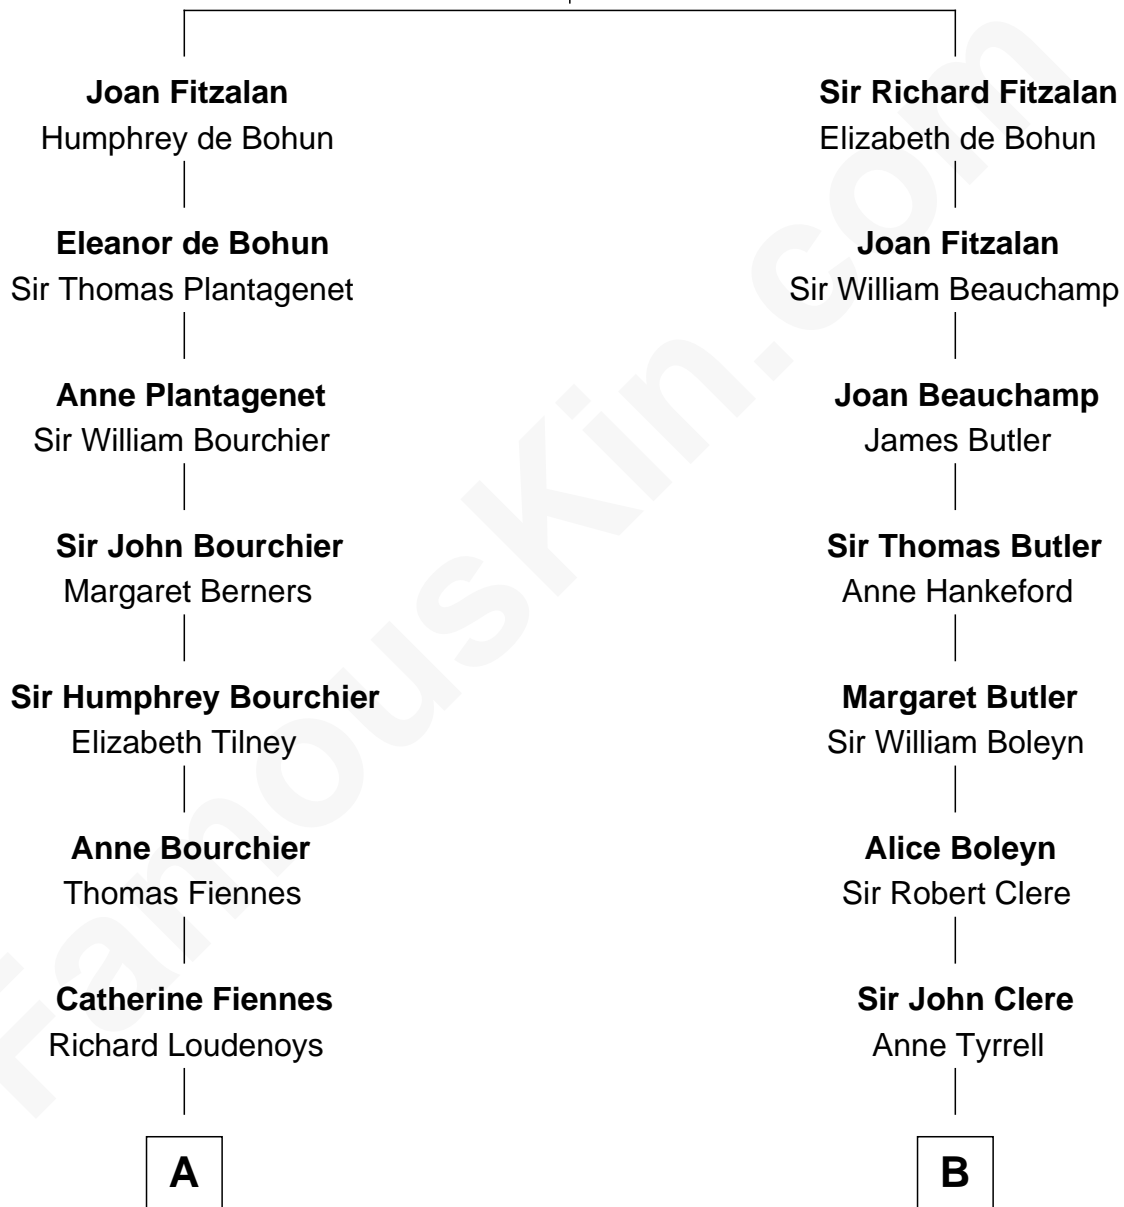 Joan Fitzalan
Humphrey de Bohun
Sir Richard Fitzalan
Elizabeth de Bohun
Eleanor de Bohun
Sir Thomas Plantagenet
Joan Fitzalan
Sir William Beauchamp
Anne Plantagenet
Sir William Bourchier
Joan Beauchamp
James Butler
Sir John Bourchier
Margaret Berners
Sir Thomas Butler
Anne Hankeford
Sir Humphrey Bourchier
Elizabeth Tilney
Margaret Butler
Sir William Boleyn
Anne Bourchier
Thomas Fiennes
Alice Boleyn
Sir Robert Clere
Catherine Fiennes
Richard Loudenoys
Sir John Clere
Anne Tyrrell
A
B
FamousKin.com